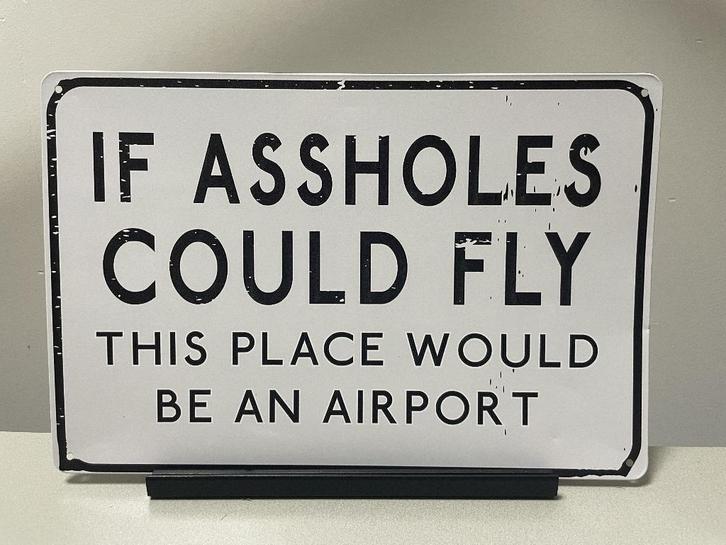 IF ASSHOLES
COULD FLY
THIS PLACE WOULD
BE AN AIRPORT